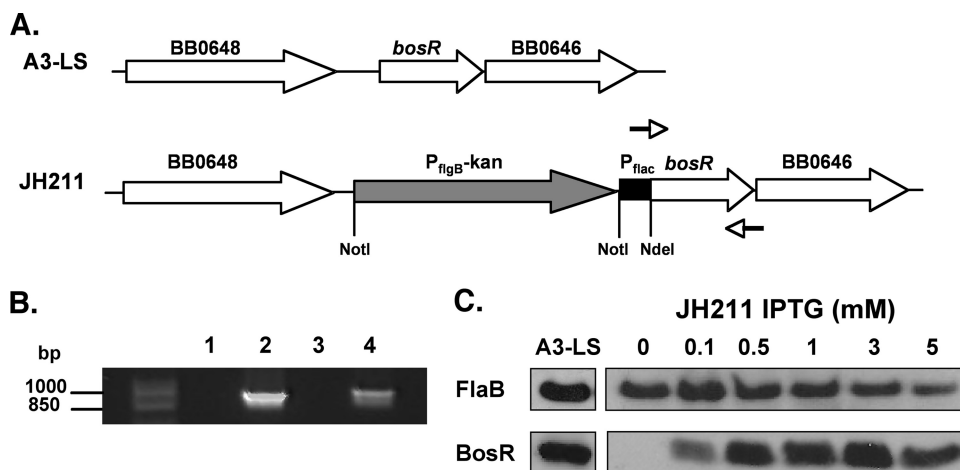 A.
BB0648 bosR BB0646
A3-LS
BB0648 PflgB-kan Pflac bosR BB0646
JH211
NotI NotI NdeI
B.
bp 1 2 3 4
1000
850
C.
JH211 IPTG (mM)
A3-LS 0 0.1 0.5 1 3 5
FlaB
BosR